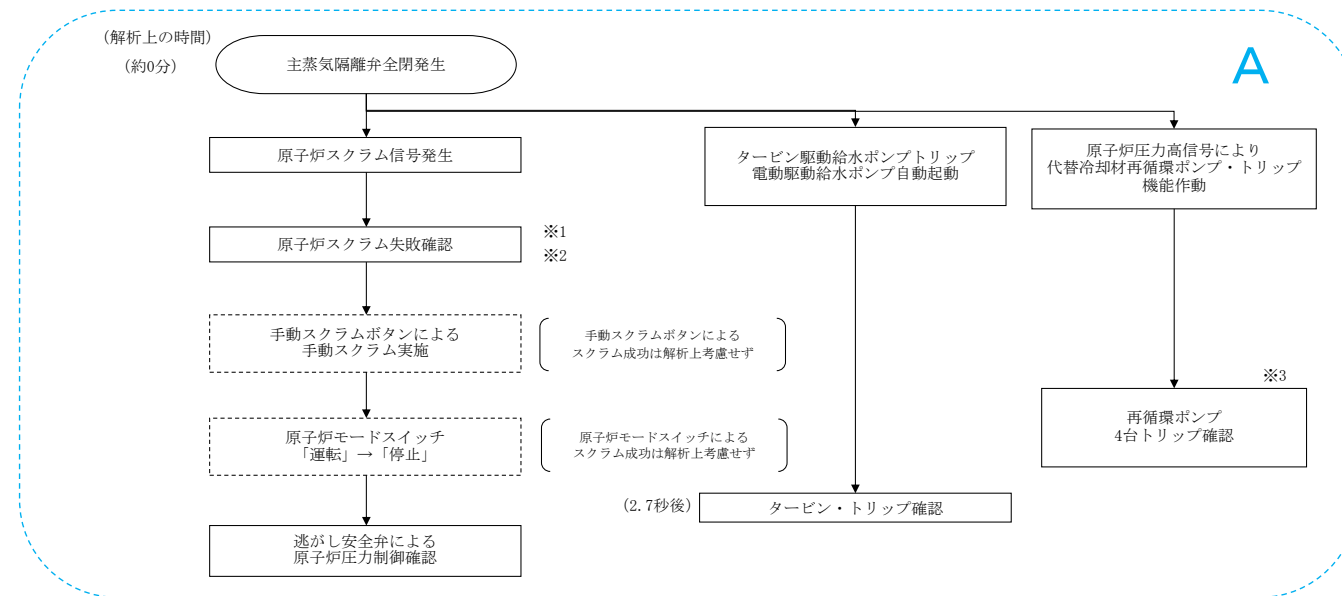 (解析上の時間)
(約0分)
主蒸気隔離弁全閉発生
A
原子炉スクラム信号発生
タービン駆動給水ポンプトリップ
電動駆動給水ポンプ自動起動
原子炉圧力高信号により
代替冷却材再循環ポンプ・トリップ
機能作動
原子炉スクラム失敗確認
※1
※2
手動スクラムボタンによる
手動スクラム実施
手動スクラムボタンによる
スクラム成功は解析上考慮せず
※3
再循環ポンプ
4台トリップ確認
原子炉モードスイッチ
「運転」→「停止」
原子炉モードスイッチによる
スクラム成功は解析上考慮せず
(2.7秒後)
タービン・トリップ確認
逃がし安全弁による
原子炉圧力制御確認